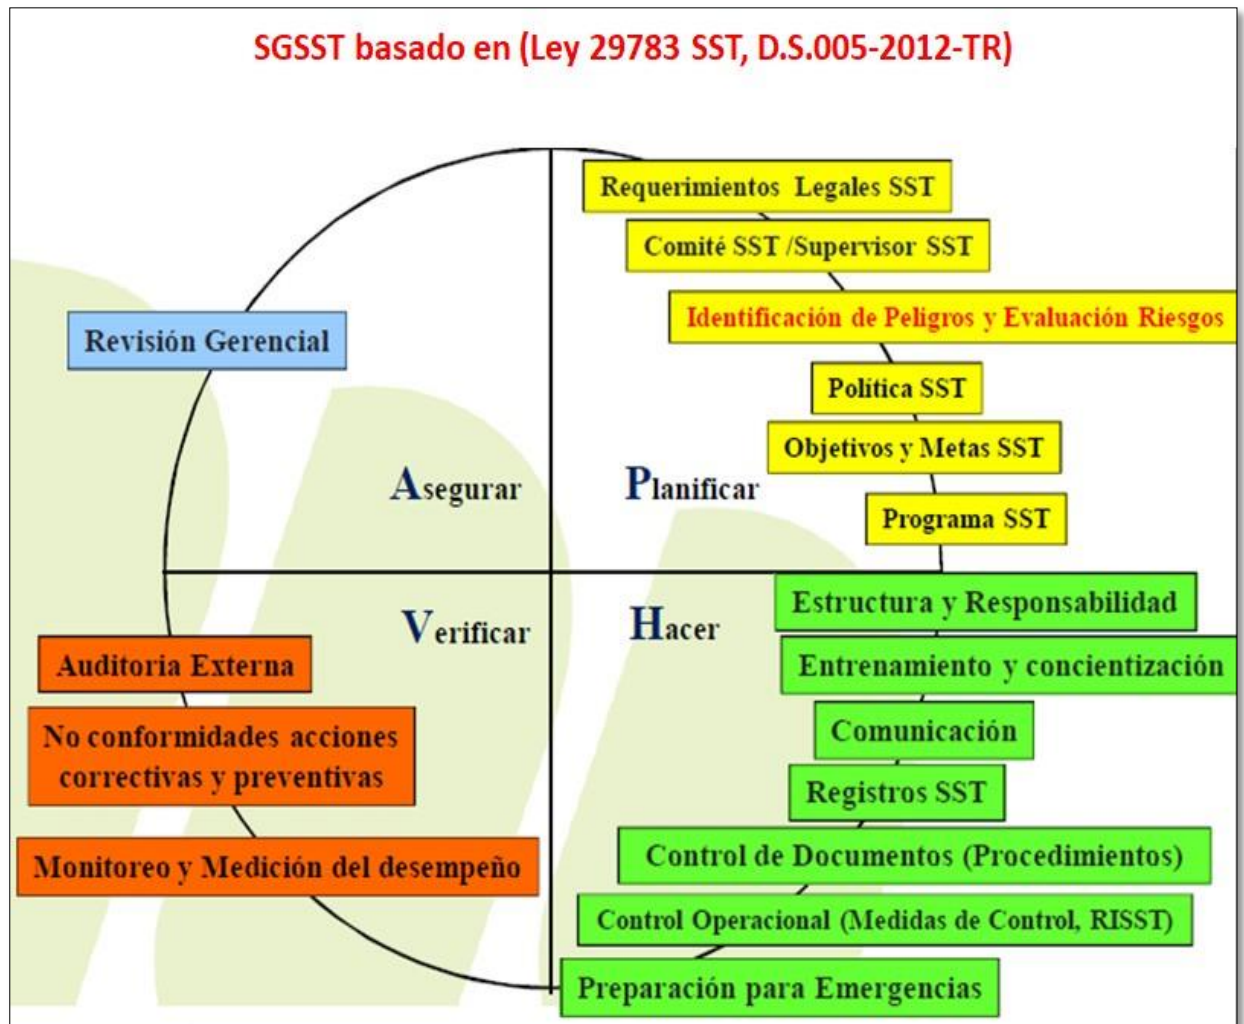 SGSST basado en (Ley 29783 SST, D.S.005-2012-TR)
Requerimientos Legales SST
Comité SST /Supervisor SST
Identificación de Peligros y Evaluación Riesgos
Política SST
Objetivos y Metas SST
Programa SST
Planificar
Asegurar
Revisión Gerencial
Verificar
Hacer
Estructura y Responsabilidad
Entrenamiento y concientización
Comunicación
Registros SST
Control de Documentos (Procedimientos)
Control Operacional (Medidas de Control, RISST)
Preparación para Emergencias
Auditoria Externa
No conformidades acciones
correctivas y preventivas
Monitoreo y Medición del desempeño